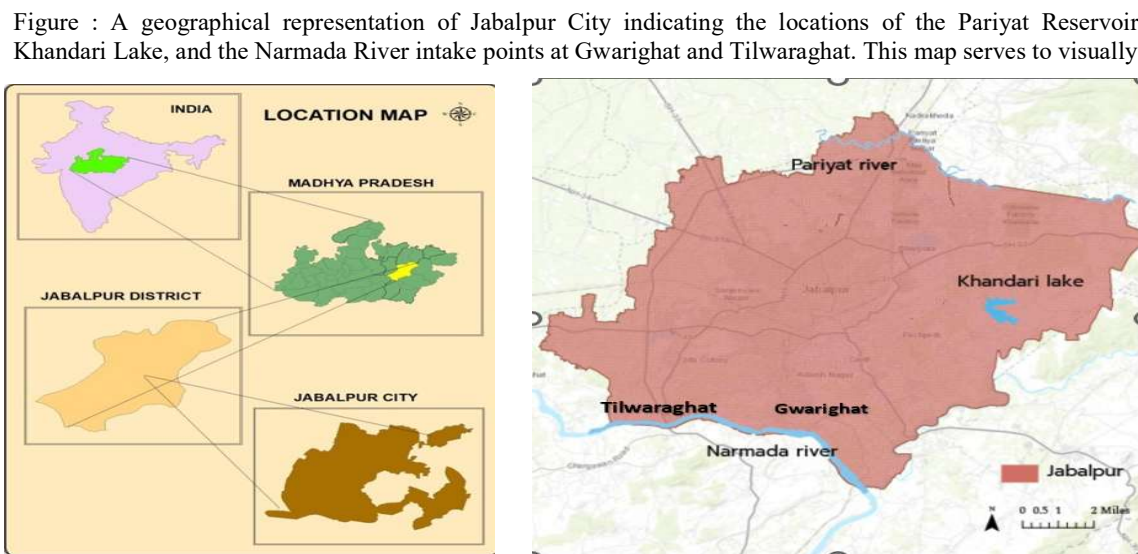 Figure : A geographical representation of Jabalpur City indicating the locations of the Pariyat Reservoir
Khandari Lake, and the Narmada River intake points at Gwarighat and Tilwaraghat. This map serves to visually
INDIA
LOCATION MAP
MADHYA PRADESH
JABALPUR DISTRICT
JABALPUR CITY
Pariyat river
Khandari lake
Jabalpur
Tilwaraghat
Gwarighat
Narmada river
Jabalpur
N
0 0.5 1 2 Miles